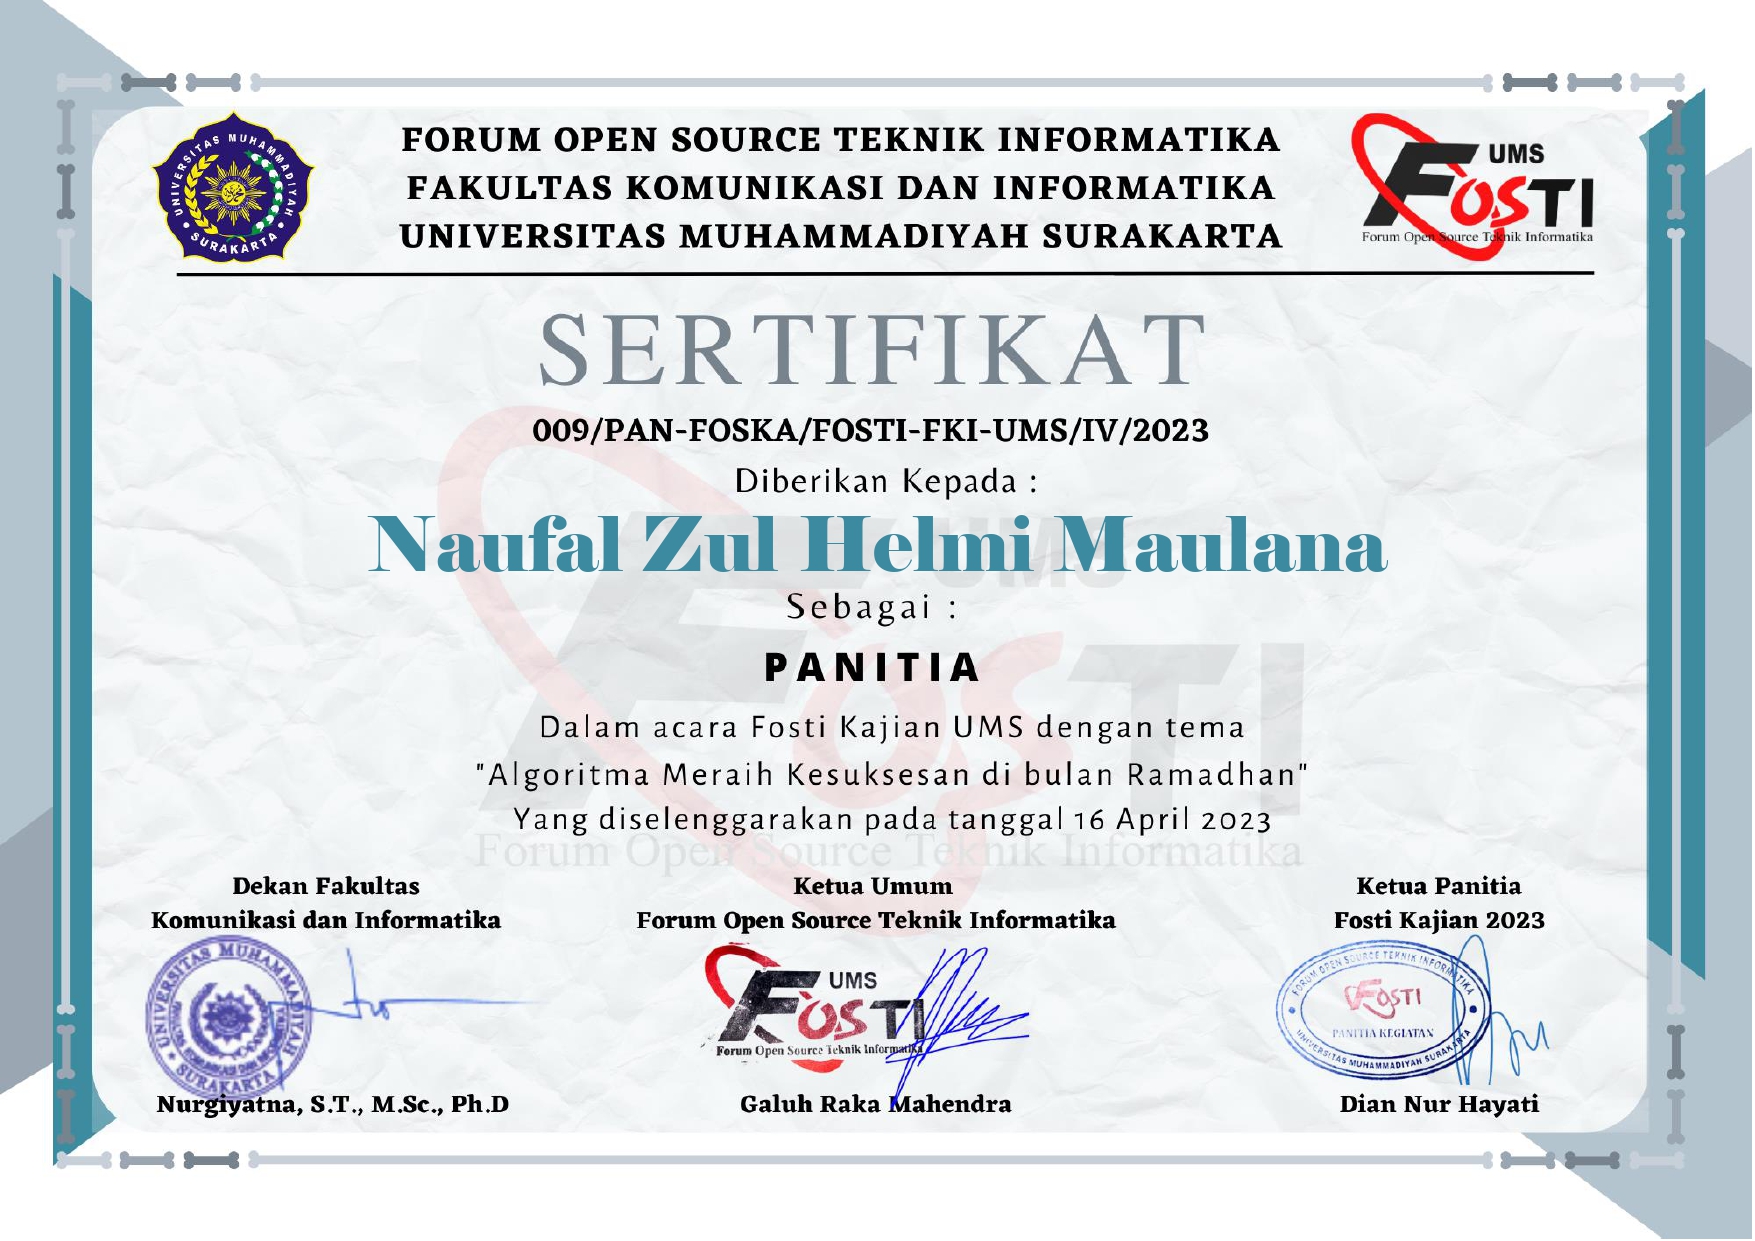 FORUM OPEN SOURCE TEKNIK INFORMATIKA
FAKULTAS KOMUNIKASI DAN INFORMATIKA
UNIVERSITAS MUHAMMADIYAH SURAKARTA
UNIVERSITAS MUHAMMADIYAH
SURAKARTA
UMS
FOSTI
Forum Open Source Teknik Informatika
SERTIFIKAT
009/PAN-FOSKA/FOSTI-FKI-UMS/IV/2023
Diberikan Kepada :
Naufal Zul Helmi Maulana
Sebagai :
PANITIA
Dalam acara Fosti Kajian UMS dengan tema
"Algoritma Meraih Kesuksesan di bulan Ramadhan"
Yang diselenggarakan pada tanggal 16 April 2023
UMS
FOSTI
Forum Open Source Teknik Informatika
Dekan Fakultas
Komunikasi dan Informatika
UNIVERSITAS MUHAMMADIYAH
SURAKARTA
Nurgiyatna, S.T., M.Sc., Ph.D
Ketua Umum
Forum Open Source Teknik Informatika
UMS
FOSTI
Forum Open Source Teknik Informatika
Galuh Raka Mahendra
Ketua Panitia
Fosti Kajian 2023
FORUM OPEN SOURCE TEKNIK INFORMATIKA
FOSTI
PANITIA KEGIATAN
UNIVERSITAS MUHAMMADIYAH SURAKARTA
Dian Nur Hayati